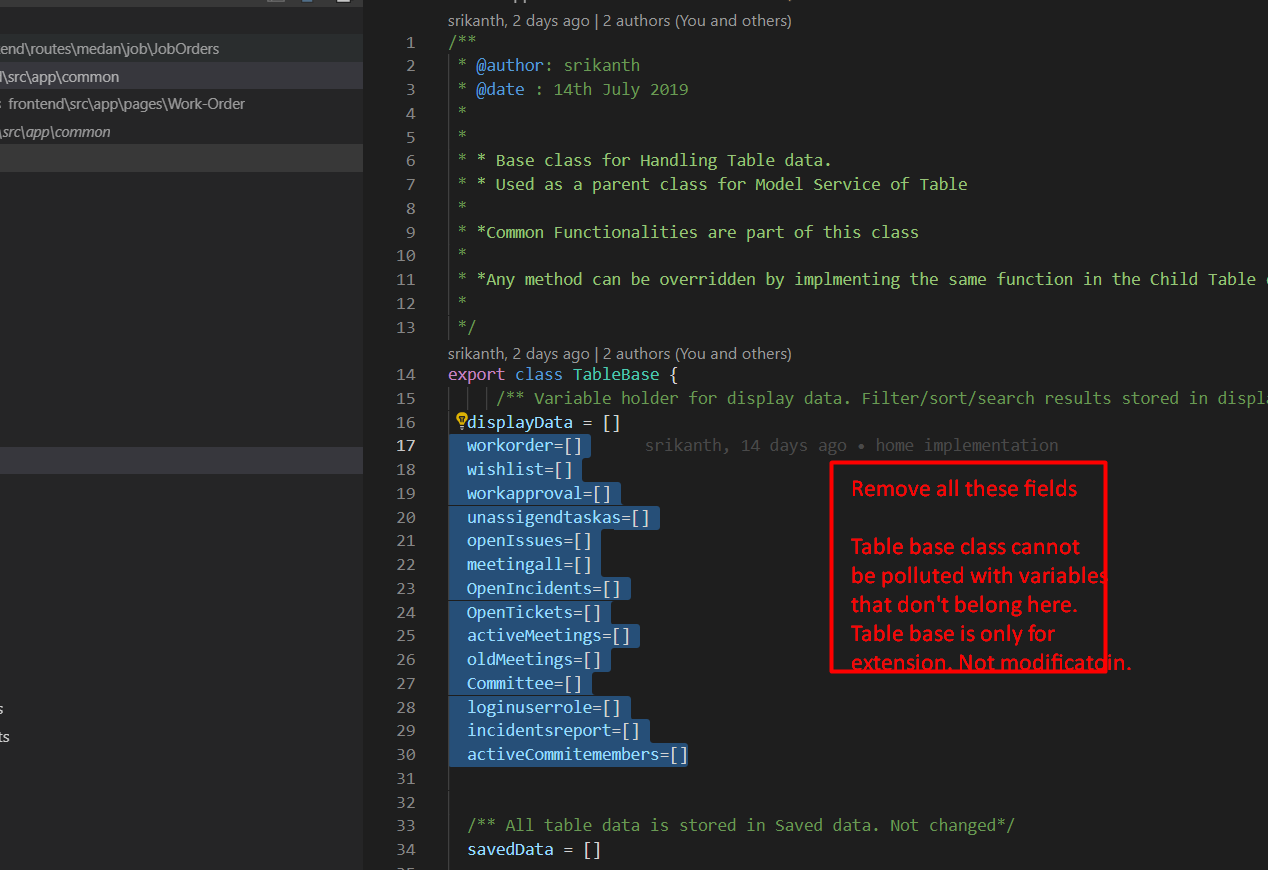 srikanth, 2 days ago | 2 authors (You and others)
end\routes\medan\job\JobOrders
\src\app\common
frontend\src\app\pages\Work-Order
\src\app\common
s
ts
1 /**
2 * @author: srikanth
3 * @date : 14th July 2019
4 *
5 *
6 * * Base class for Handling Table data.
7 * * Used as a parent class for Model Service of Table
8 *
9 * *Common Functionalities are part of this class
10 *
11 * *Any method can be overridden by implmenting the same function in the Child Table
12 *
13 */
srikanth, 2 days ago | 2 authors (You and others)
14 export class TableBase {
15 /** Variable holder for display data. Filter/sort/search results stored in displ
16 displayData = []
17 workorder=[] srikanth, 14 days ago • home implementation
18 wishlist=[]
19 workapproval=[]
20 unassigendtaskas=[]
21 openIssues=[]
22 meetingall=[]
23 OpenIncidents=[]
24 OpenTickets=[]
25 activeMeetings=[]
26 oldMeetings=[]
27 Committee=[]
28 loginuserrole=[]
29 incidentsreport=[]
30 activeCommitemembers=[]
31
32
33 /** All table data is stored in Saved data. Not changed*/
34 savedData = []
Remove all these fields
Table base class cannot
be polluted with variables
that don't belong here.
Table base is only for
extension. Not modificatoin.